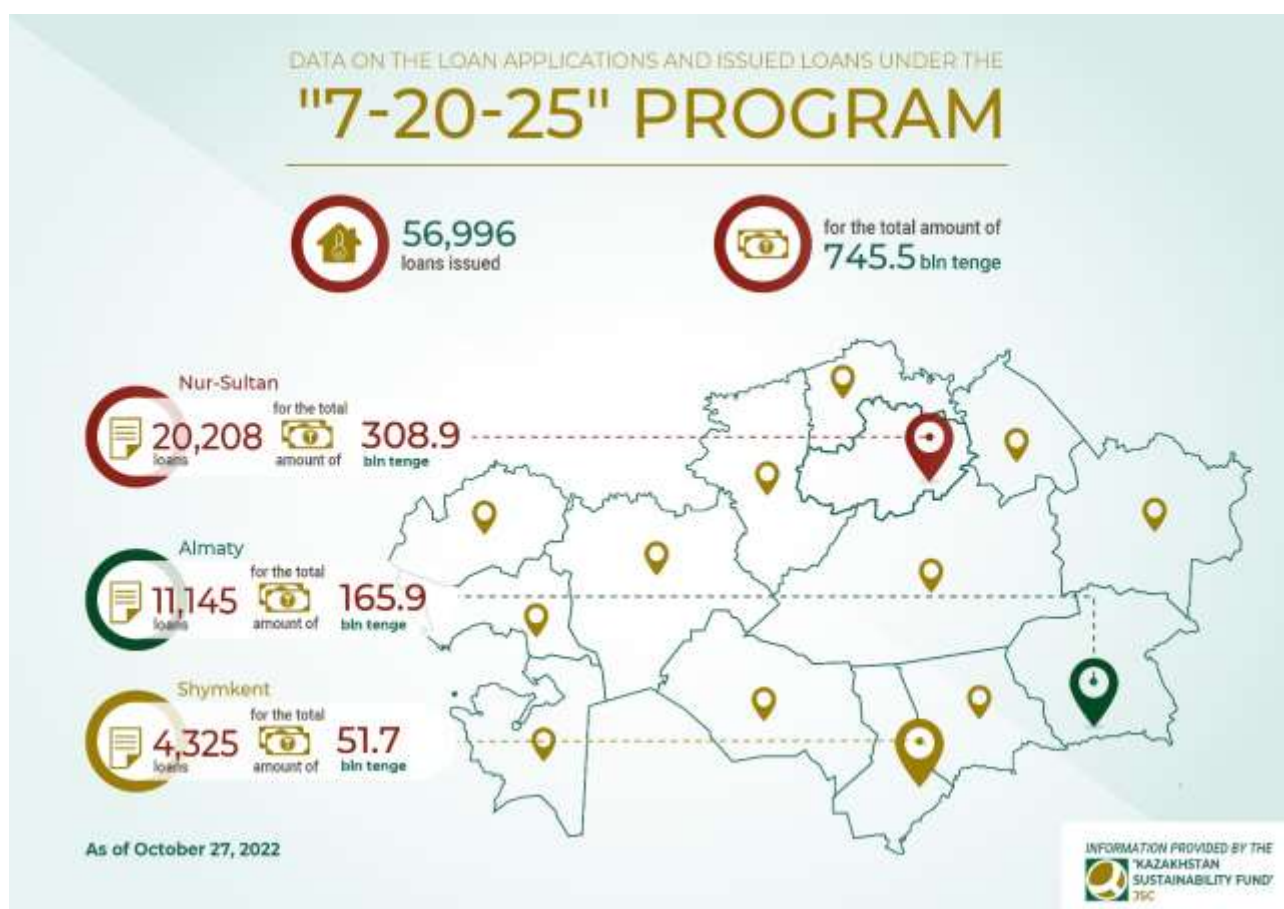 DATA ON THE LOAN APPLICATIONS AND ISSUED LOANS UNDER THE
"7-20-25" PROGRAM
56,996
loans issued
for the total amount of
745.5 bln tenge
Nur-Sultan
20,208
loans
for the total
amount of
308.9
bln tenge
Almaty
11,145
loans
for the total
amount of
165.9
bln tenge
Shymkent
4,325
loans
for the total
amount of
51.7
bln tenge
As of October 27, 2022
INFORMATION PROVIDED BY THE
"KAZAKHSTAN
SUSTAINABILITY FUND"
JSC